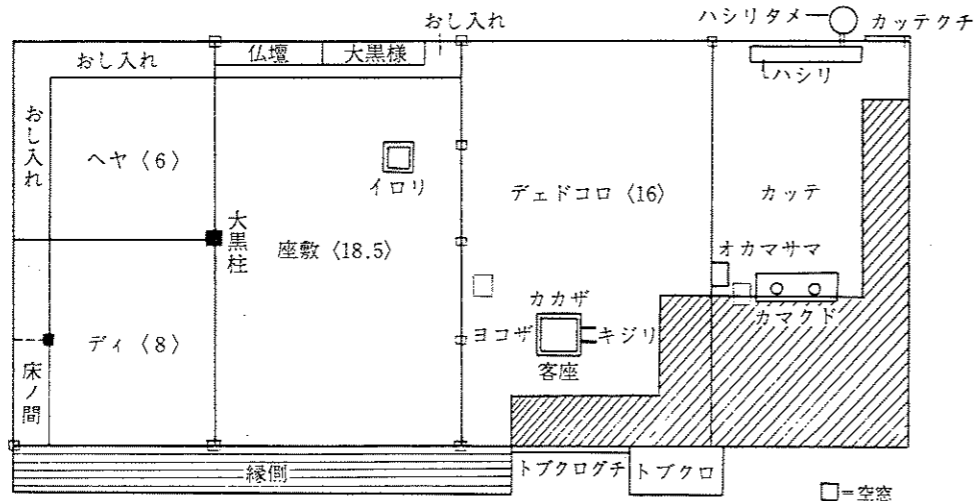 おし入れ
ハシリタメ
カッテクチ
おし入れ
仏壇
大黒様
ハシリ
おし入れ
ヘヤ〈6〉
イロリ
デェドコロ〈16〉
カッテ
大黒柱
座敷〈18.5〉
オカマサマ
カカザ
カマクド
ヨコザ
キジリ
ディ〈8〉
客座
床ノ間
縁側
トブクログチ
トブクロ
□=空窓